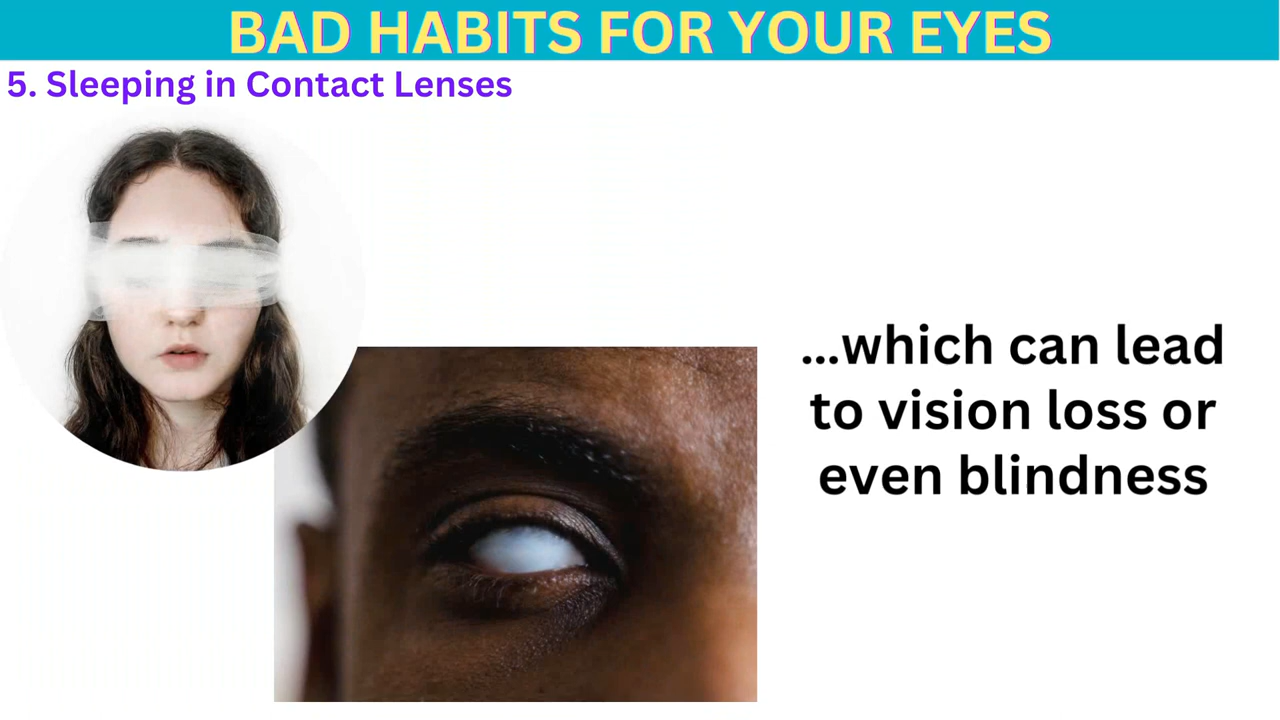 BAD HABITS FOR YOUR EYES
5. Sleeping in Contact Lenses
...which can lead
to vision loss or
even blindness